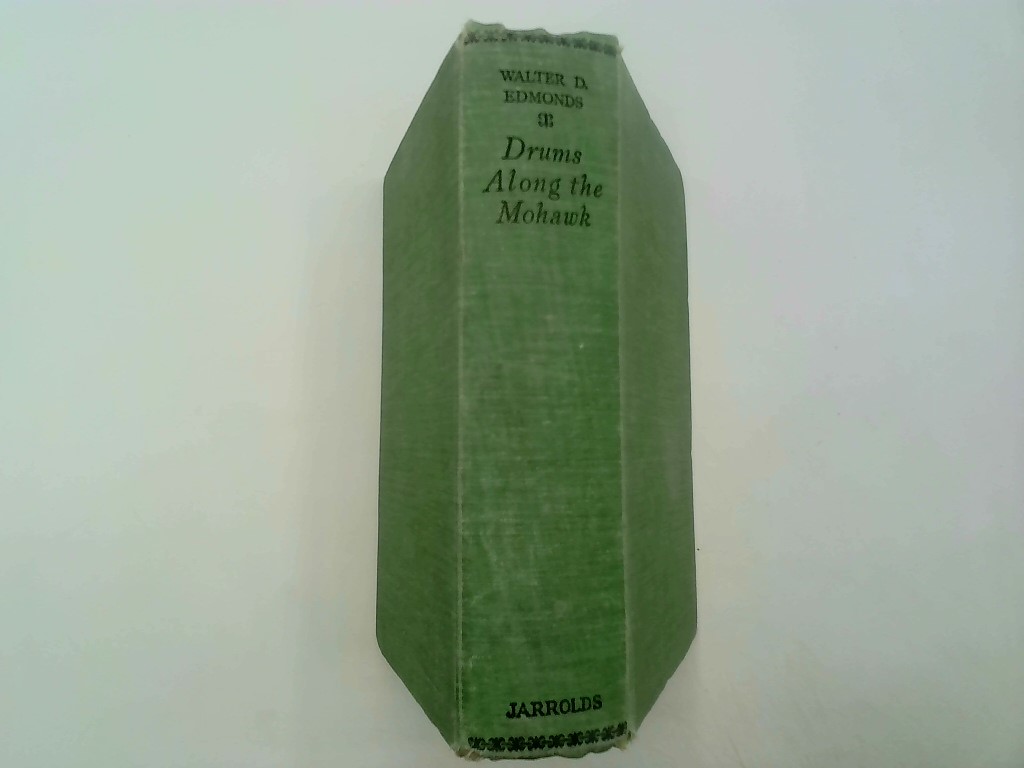 WALTER D.
EDMONDS
Drums
Along the
Mohawk
JARROLDS